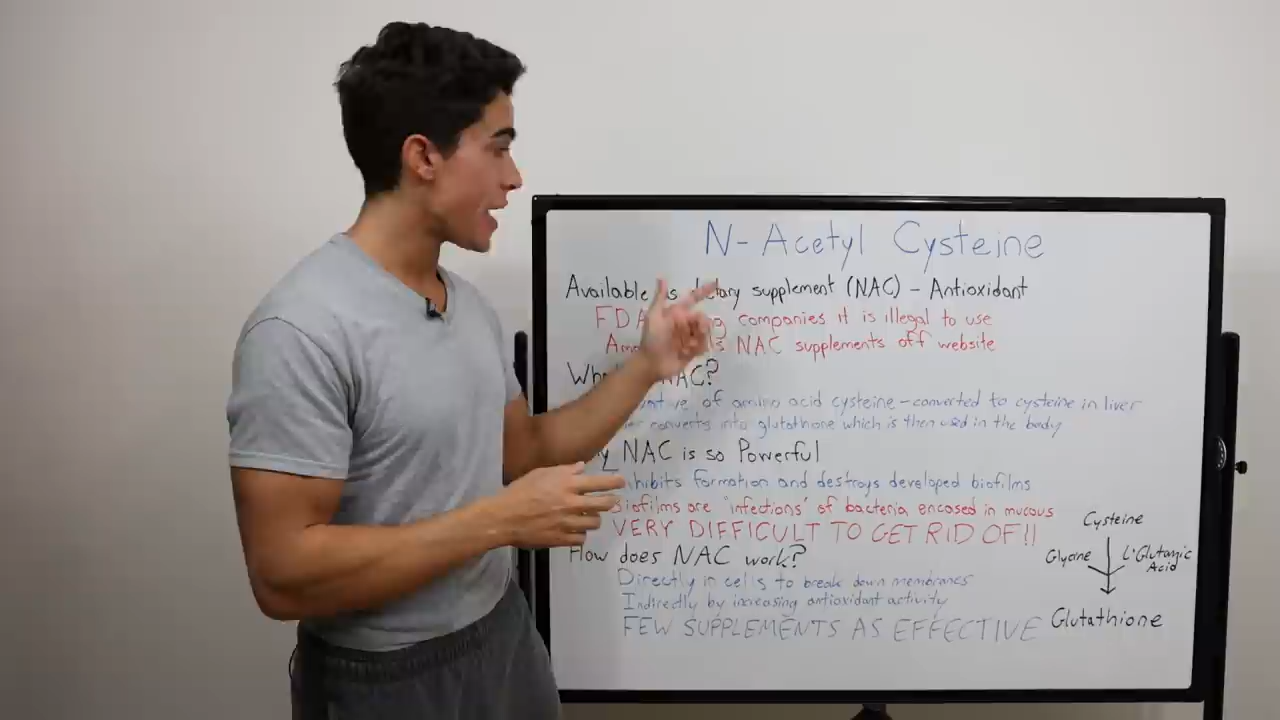 N-Acetyl Cysteine
Available dietary supplement (NAC) - Antioxidant
FDA companies it is illegal to use
NAC supplements off website
NAC?
of amino acid cysteine - converted to cysteine in liver
converts into glutathione which is then used in the body
NAC is so Powerful
inhibits formation and destroys developed biofilms
Biofilms are "infections" of bacteria encased in mucous
VERY DIFFICULT TO GET RID OF!!
How does NAC work?
Directly in cells to break down membranes
Indirectly by increasing antioxidant activity
FEW SUPPLEMENTS AS EFFECTIVE
Cysteine
Glycine L-Glutamic
Acid
Glutathione